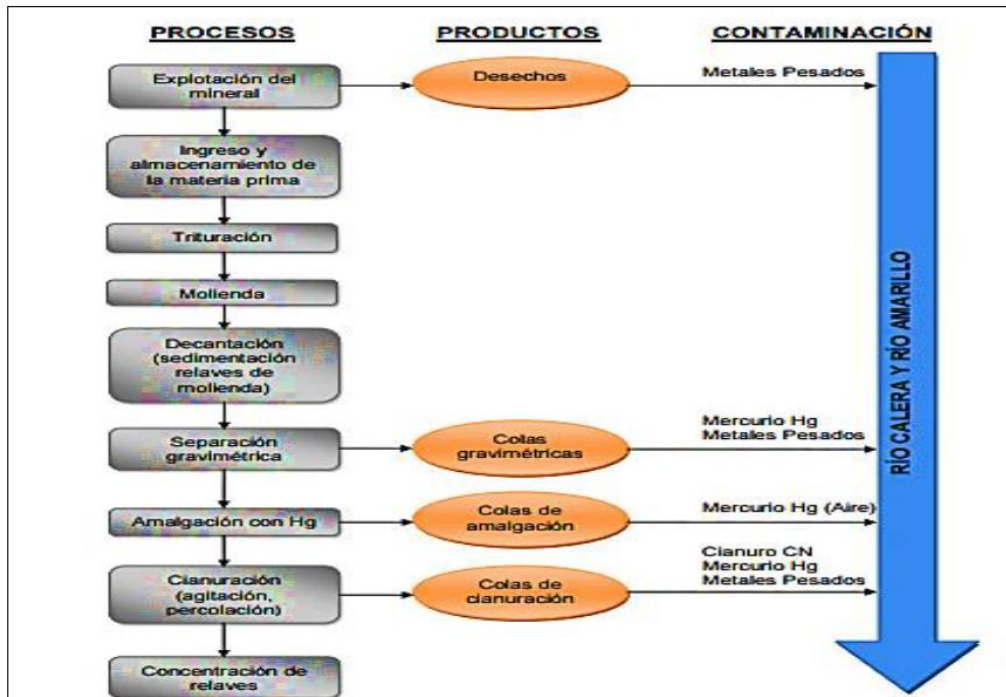 PROCESOS
PRODUCTOS
CONTAMINACIÓN
Explotación del
mineral
Desechos
Metales Pesados
Ingreso y
almacenamiento de
la materia prima
Trituración
Molienda
Decantación
(sedimentación
relaves de
molienda)
Separación
gravimétrica
Colas
gravimétricas
Mercurio Hg
Metales Pesados
Amalgación con Hg
Colas de
amalgación
Mercurio Hg (Aire)
Cianuración
(agitación,
percolación)
Colas de
cianuración
Cianuro CN
Mercurio Hg
Metales Pesados
Concentración de
relaves
RÍO CALERA Y RÍO AMARILLO